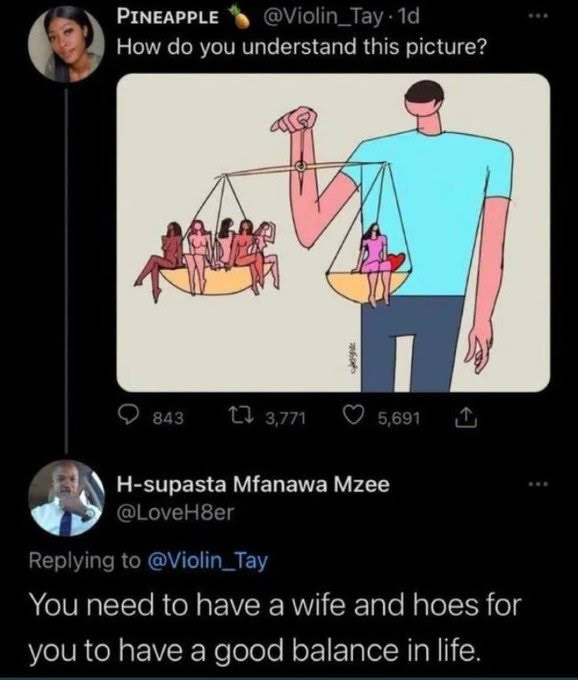 PINEAPPLE 🍍 @Violin_Tay · 1d
How do you understand this picture?
843 3,771 5,691
H-supasta Mfanawa Mzee
@LoveH8er
Replying to @Violin_Tay
You need to have a wife and hoes for
you to have a good balance in life.